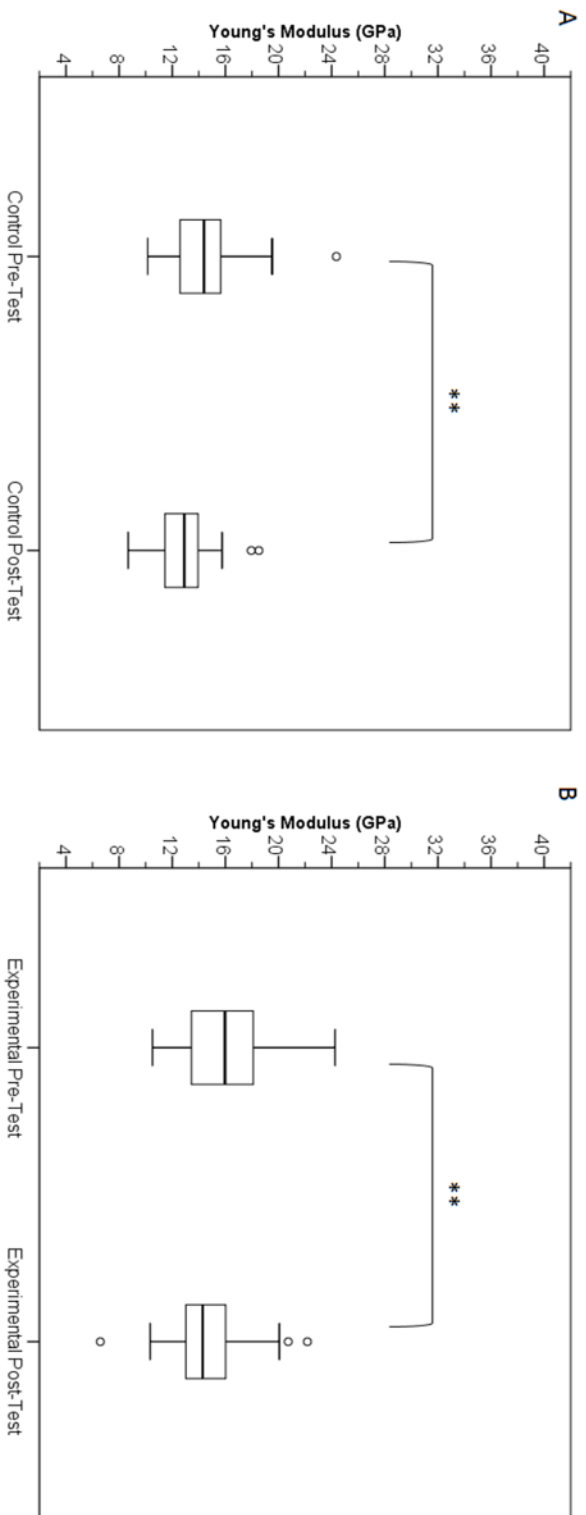 A
Young's Modulus (GPa)
40
36
32
28
24
20
16
12
8
4
**
Control Pre-Test
Control Post-Test
B
Young's Modulus (GPa)
40
36
32
28
24
20
16
12
8
4
**
Experimental Pre-Test
Experimental Post-Test